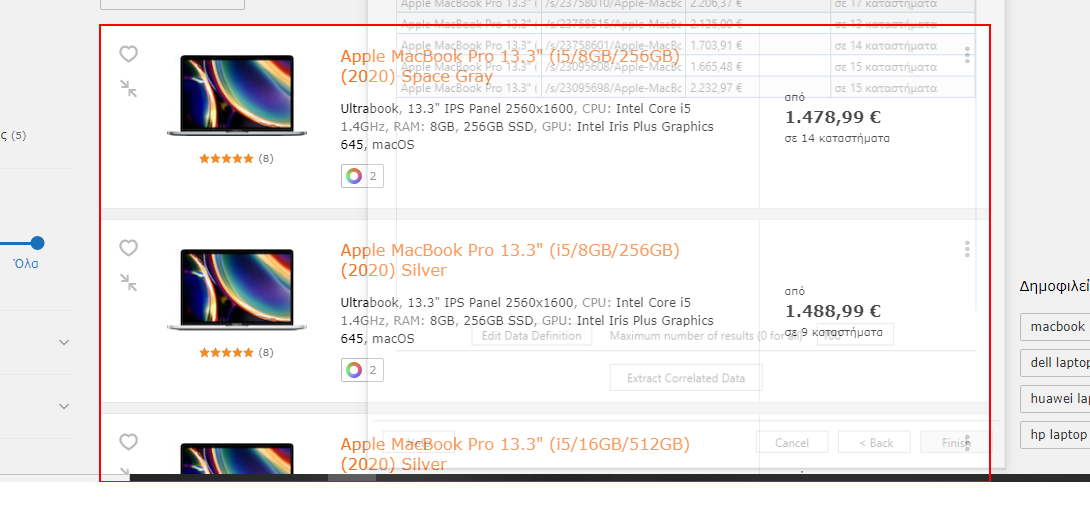 Apple MacBook Pro 13.3" ( /s/23758010/Apple-MacBc 2.206,37 € σε 17 καταστήματα
Apple MacBook Pro 13.3" ( /s/23758515/Apple-MacBc 2.125,00 € σε 13 καταστήματα
Apple MacBook Pro 13.3" ( /s/23758601/Apple-MacBc 1.703,91 € σε 14 καταστήματα
Apple MacBook Pro 13.3" ( /s/23095608/Apple-MacBc 1.665,48 € σε 15 καταστήματα
Apple MacBook Pro 13.3" ( /s/23095698/Apple-MacBc 2.232,97 € σε 15 καταστήματα
Apple MacBook Pro 13.3" (i5/8GB/256GB)
(2020) Space Gray
Ultrabook, 13.3" IPS Panel 2560x1600, CPU: Intel Core i5
1.4GHz, RAM: 8GB, 256GB SSD, GPU: Intel Iris Plus Graphics
645, macOS
(8)
2
από
1.478,99 €
σε 14 καταστήματα
ς (5)
Όλα
Apple MacBook Pro 13.3" (i5/8GB/256GB)
(2020) Silver
Ultrabook, 13.3" IPS Panel 2560x1600, CPU: Intel Core i5
1.4GHz, RAM: 8GB, 256GB SSD, GPU: Intel Iris Plus Graphics
645, macOS
(8)
2
από
1.488,99 €
σε 9 καταστήματα
Edit Data Definition Maximum number of results (0 for all)
Extract Correlated Data
Cancel < Back Finish
Apple MacBook Pro 13.3" (i5/16GB/512GB)
(2020) Silver
Δημοφιλεί
macbook
dell laptop
huawei lap
hp laptop